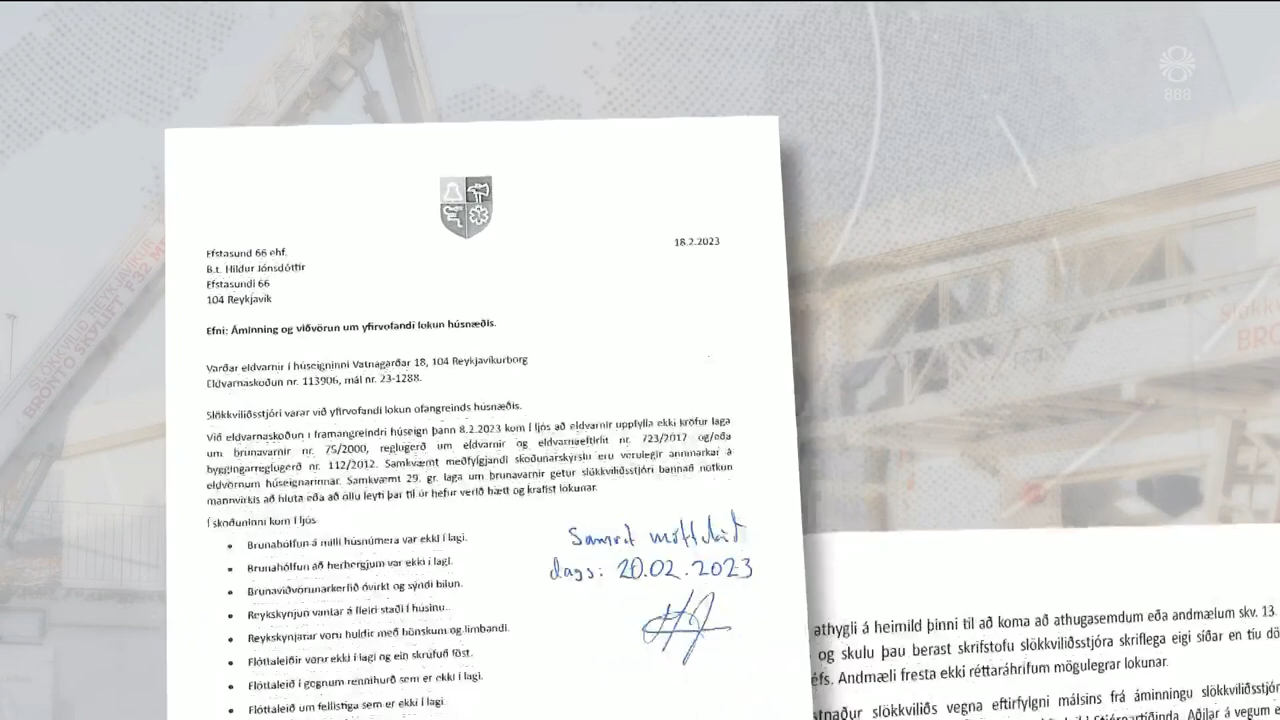 888
18.2.2023
Efstasund 66 ehf.
B.t. Hildur Jónsdóttir
Efstasundi 66
104 Reykjavik
Efni: Áminning og viðvörun um yfirvofandi lokun húsnæðis.
Varðar eldvarnir í húseigninni Vatnagarðar 18, 104 Reykjavíkurborg
Eldvarnaskoðun nr. 113906, mál nr. 23-1288.
Slökkviliðsstjóri varar við yfirvofandi lokun ofangreinds húsnæðis.
Við eldvarnaskoðun í framangreindri húseign þann 8.2.2023 kom í ljós að eldvarnir uppfylla ekki kröfur laga
um brunavarnir nr. 75/2000, reglugerð um eldvarnir og eldvarnaeftirlit nr. 723/2017 og/eða
byggingarreglugerð nr. 112/2012. Samkvæmt meðfylgjandi skoðunarskýrslu eru verulegir annmarkar á
eldvörnum húseignarinnar. Samkvæmt 29. gr. laga um brunavarnir getur slökkviliðsstjóri bannað notkun
mannvirkis að hluta eða að öllu leyti þar til úr hefur verið bætt og krafist lokunar.
Í skoðuninni kom í ljós
• Brunahólfun á milli húsnúmera var ekki í lagi.
• Brunahólfun að herbergjum var ekki í lagi.
• Brunaviðvörunarkerfið óvirkt og sýndi bilun.
• Reykskynjun vantar á fleiri staði í húsinu.
• Reykskynjarar voru huldir með hönskum og límbandi.
• Flóttaleiðir voru ekki í lagi og ein skrúfuð föst.
• Flóttaleið í gegnum rennihurð sem er ekki í lagi.
• Flóttaleið um fellistiga sem er ekki í lagi.
Samrit móttekið
dags: 20.02.2023
athygli á heimild þinni til að koma að athugasemdum eða andmælum skv. 13.
og skulu þau berast skrifstofu slökkviliðsstjóra skriflega eigi síðar en tíu dö
éfs. Andmæli fresta ekki réttaráhrifum mögulegrar lokunar.
tnaður slökkviliðs vegna eftirfylgni málsins frá áminningu slökkviliðsstjór
Aðilar á vegum e
BRONTO SKYLIFT F32